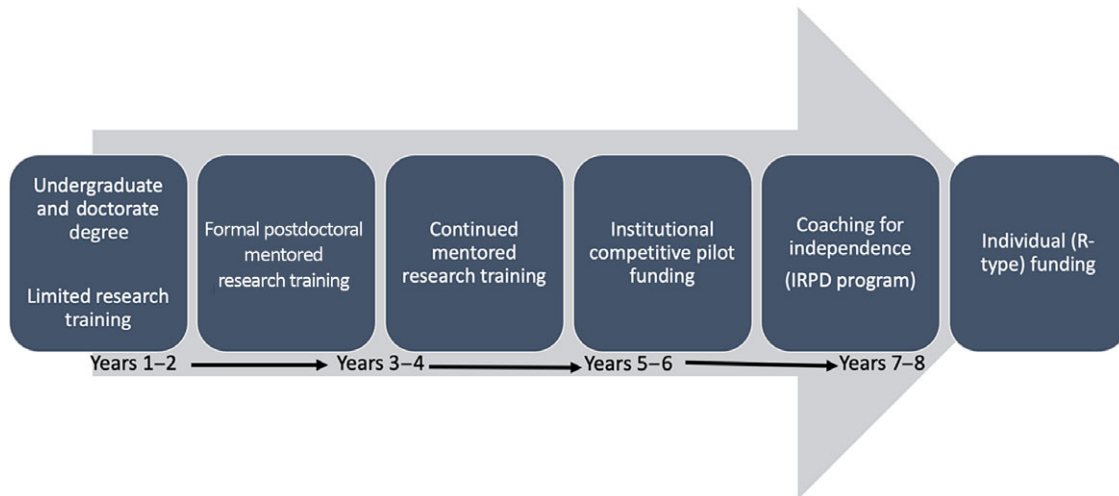 Undergraduate
and doctorate
degree
Limited research
training
Formal postdoctoral
mentored
research training
Continued
mentored
research training
Institutional
competitive pilot
funding
Coaching for
independence
(IRPD program)
Individual (R-
type) funding
Years 1–2
Years 3–4
Years 5–6
Years 7–8